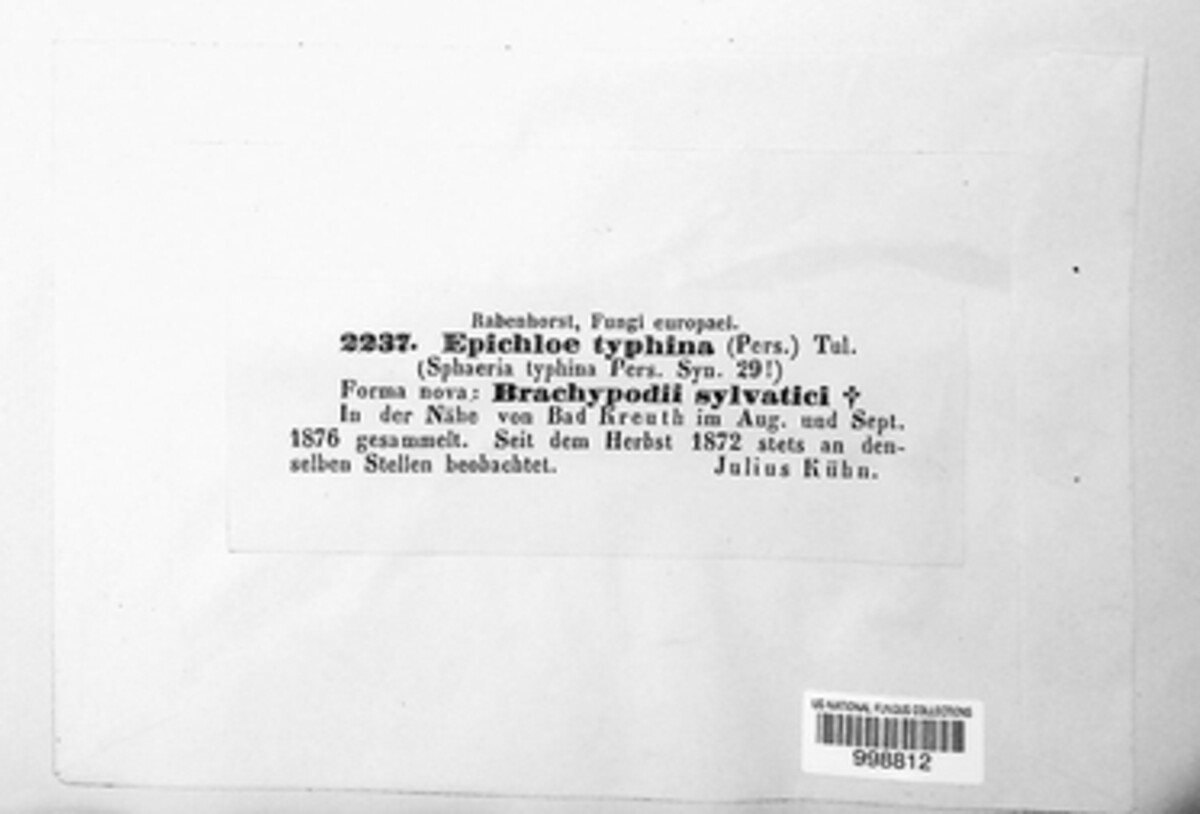 Rabenhorst, Fungi europaei.
2237. Epichloe typhina (Pers.) Tul.
(Sphaeria typhina Pers. Syn. 29!)
Forma nova: Brachypodii sylvatici †
In der Nähe von Bad Kreuth im Aug. und Sept.
1876 gesammelt. Seit dem Herbst 1872 stets an den-
selben Stellen beobachtet. Julius Kühn.
US NATIONAL FUNGUS COLLECTIONS
998812